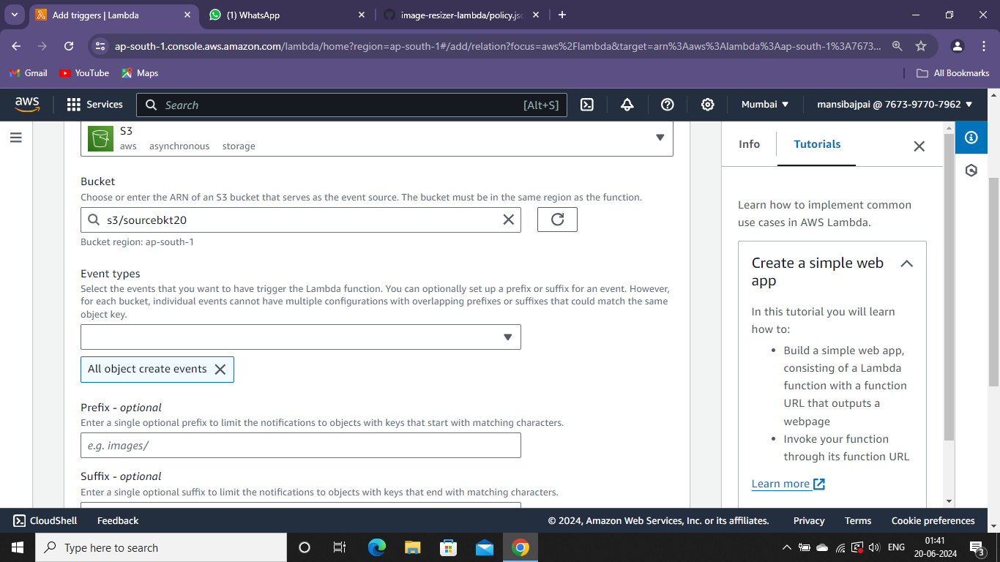 Add triggers | Lambda
(1) WhatsApp
image-resizer-lambda/policy.jsc
ap-south-1.console.aws.amazon.com/lambda/home?region=ap-south-1#/add/relation?focus=aws%2Flambda&target=arn%3Aaws%3Alambda%3Aap-south-1%3A7673...
Gmail YouTube Maps All Bookmarks
aws Services Search [Alt+S] Mumbai mansibajpai @ 7673-9770-7962
S3
aws asynchronous storage
Bucket
Choose or enter the ARN of an S3 bucket that serves as the event source. The bucket must be in the same region as the function.
s3/sourcebkt20
Bucket region: ap-south-1
Event types
Select the events that you want to have trigger the Lambda function. You can optionally set up a prefix or suffix for an event. However,
for each bucket, individual events cannot have multiple configurations with overlapping prefixes or suffixes that could match the same
object key.
All object create events
Prefix - optional
Enter a single optional prefix to limit the notifications to objects with keys that start with matching characters.
e.g. images/
Suffix - optional
Enter a single optional suffix to limit the notifications to objects with keys that end with matching characters.
Info Tutorials
Learn how to implement common
use cases in AWS Lambda.
Create a simple web
app
In this tutorial you will learn
how to:
• Build a simple web app,
consisting of a Lambda
function with a function
URL that outputs a
webpage
• Invoke your function
through its function URL
Learn more
CloudShell Feedback © 2024, Amazon Web Services, Inc. or its affiliates. Privacy Terms Cookie preferences
Type here to search
ENG
01:41
20-06-2024
3